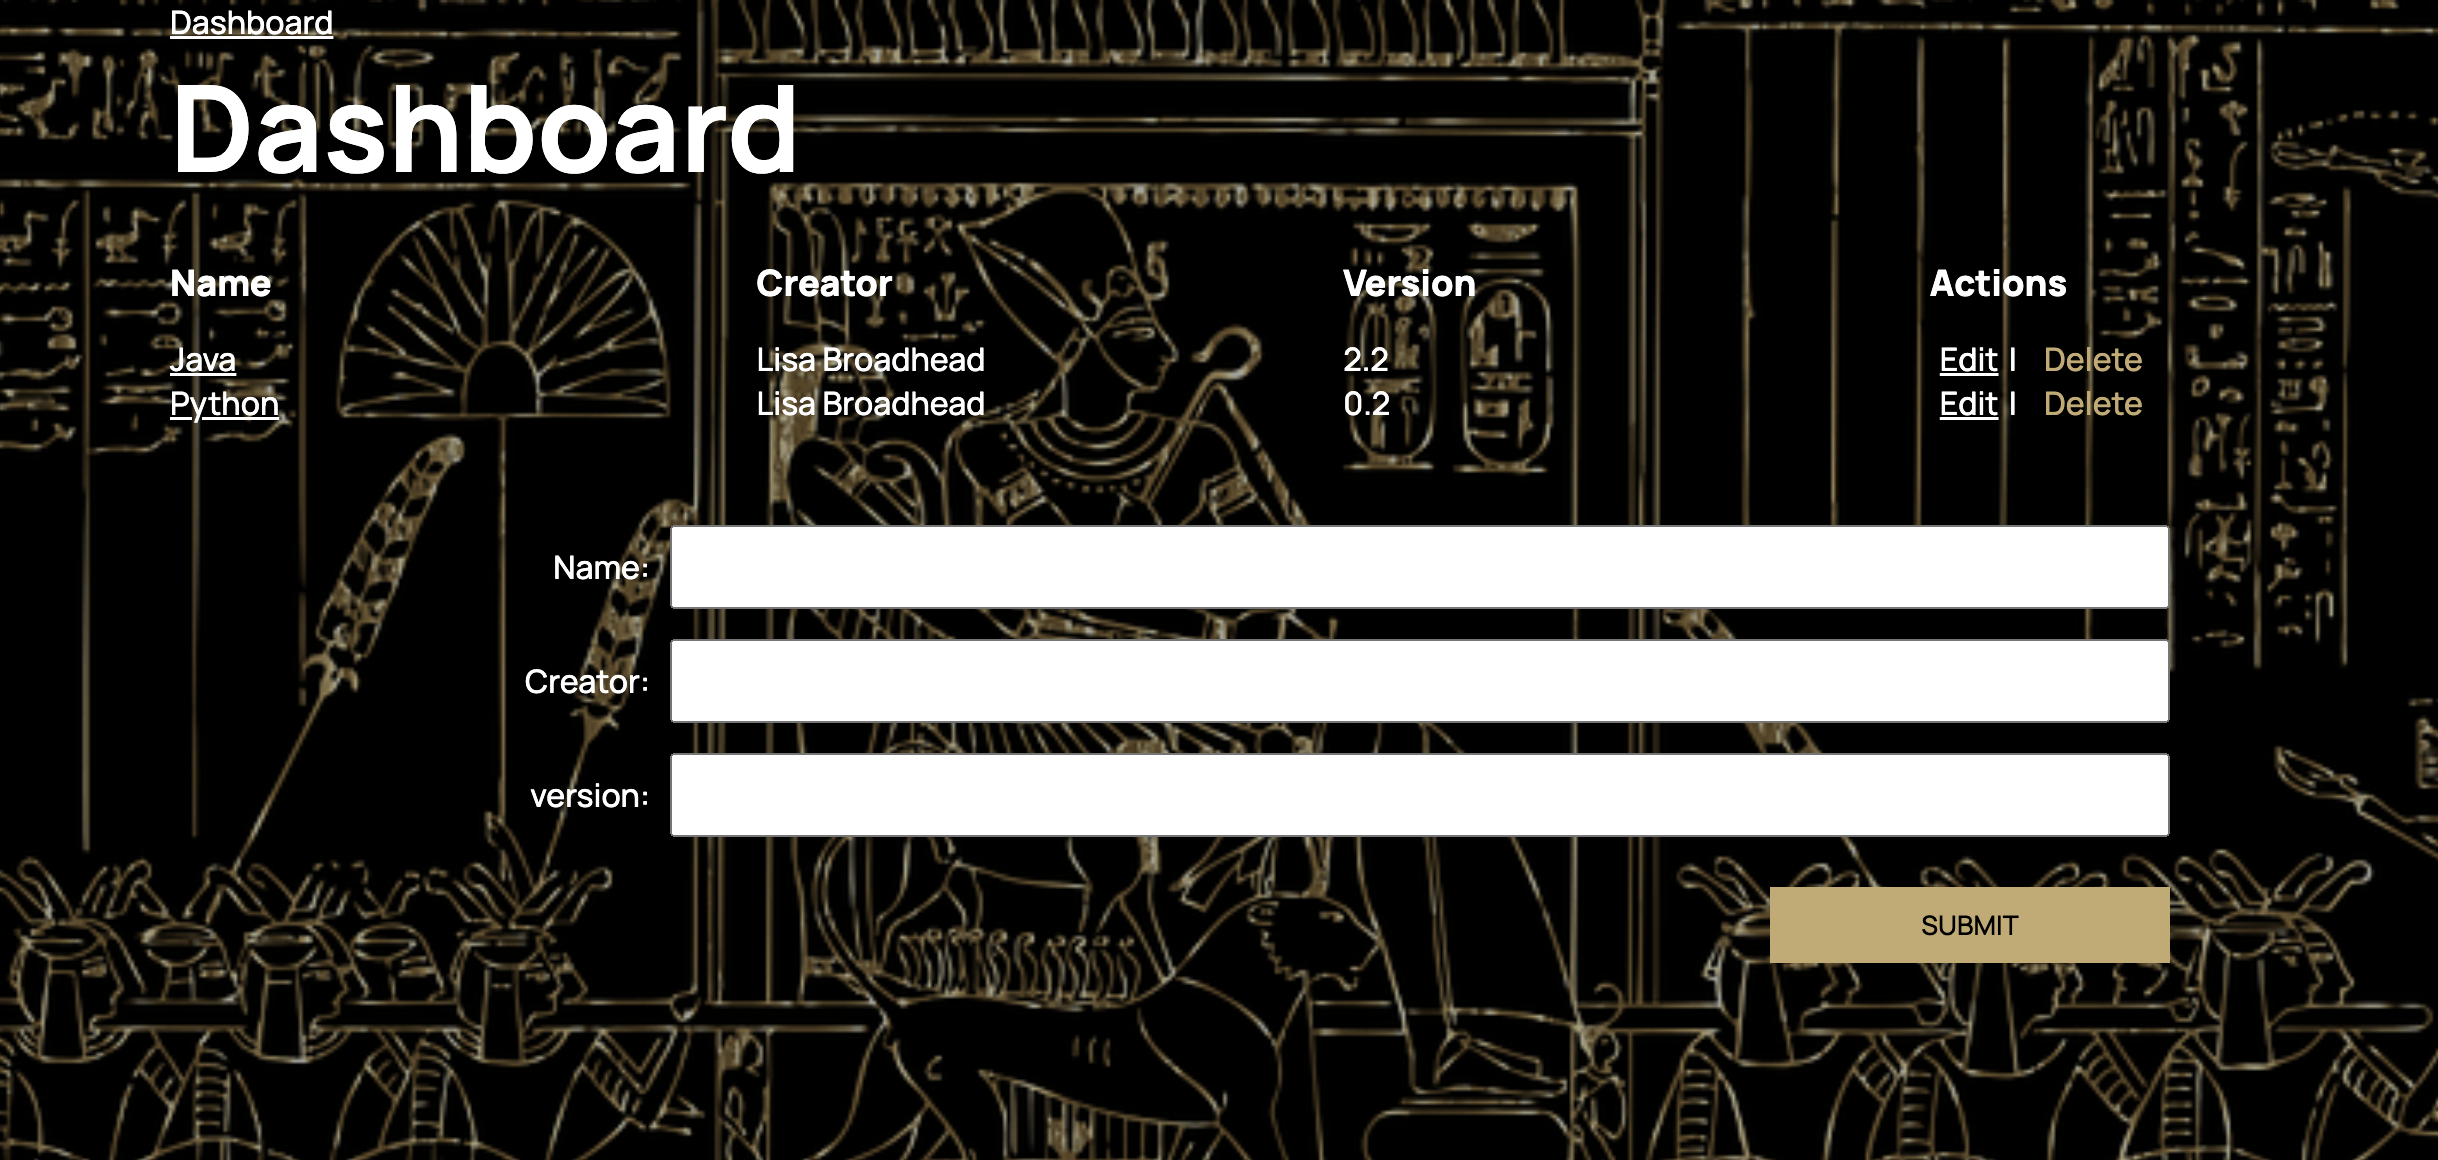 Dashboard
Dashboard
Name Creator Version Actions
Java Lisa Broadhead 2.2 Edit | Delete
Python Lisa Broadhead 0.2 Edit | Delete
Name:
Creator:
version:
SUBMIT